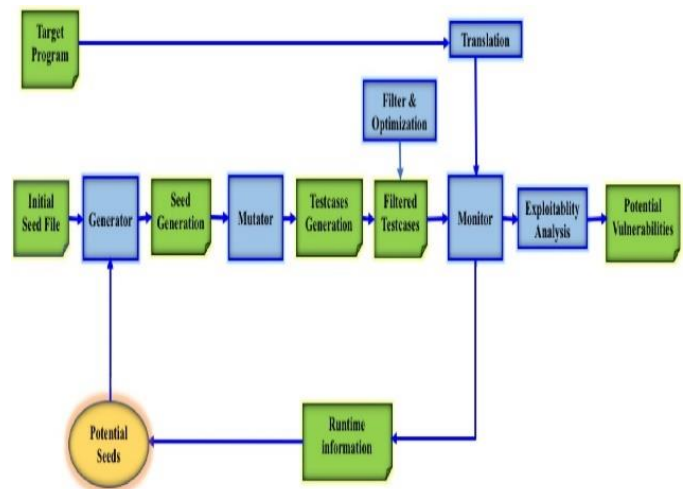 Target
Program
Translation
Filter &
Optimization
Initial
Seed File
Generator
Seed
Generation
Mutator
Testcases
Generation
Filtered
Testcases
Monitor
Exploitablity
Analysis
Potential
Vulnerabilities
Potential
Seeds
Runtime
information